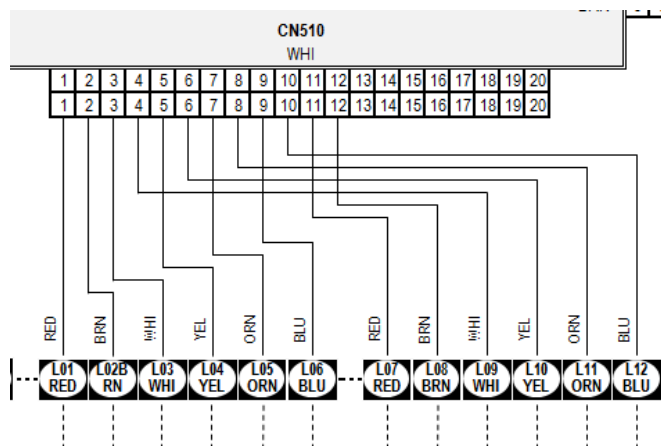 CN510
WHI
1 2 3 4 5 6 7 8 9 10 11 12 13 14 15 16 17 18 19 20
1 2 3 4 5 6 7 8 9 10 11 12 13 14 15 16 17 18 19 20
RED BRN WHI YEL ORN BLU RED BRN WHI YEL ORN BLU
L01 L02B L03 L04 L05 L06 L07 L08 L09 L10 L11 L12
RED RN WHI YEL ORN BLU RED BRN WHI YEL ORN BLU